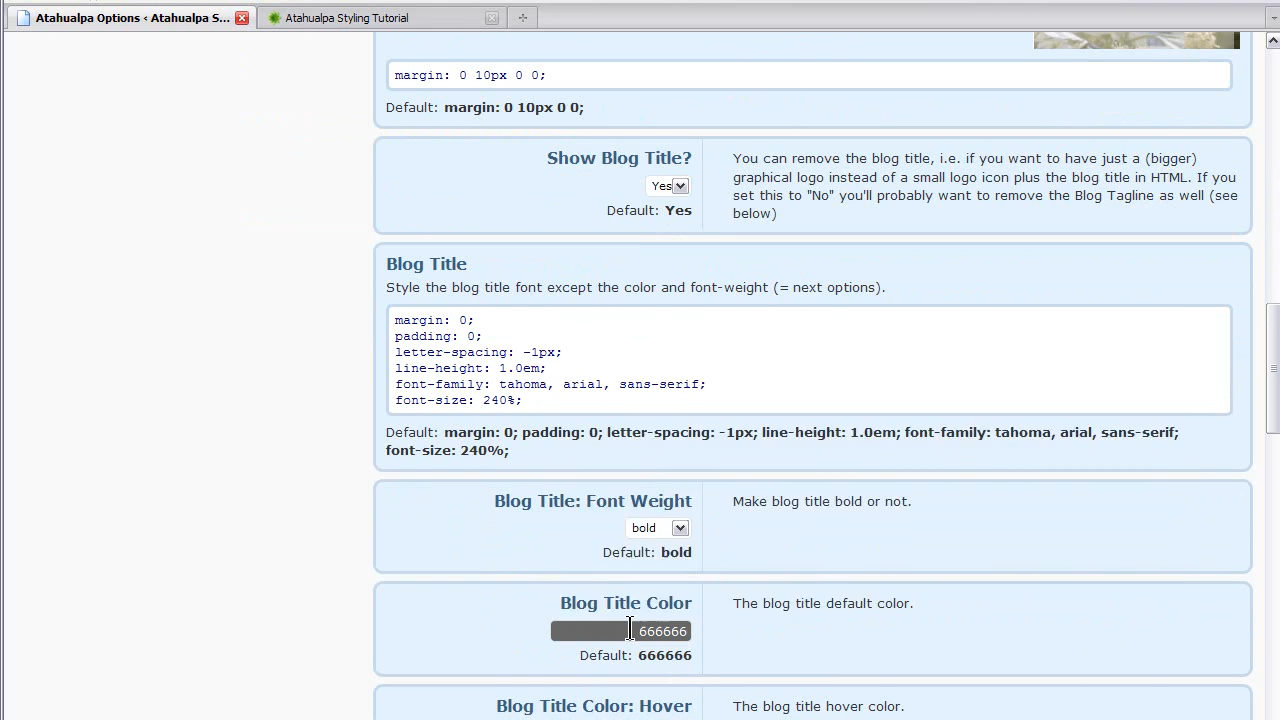 Atahualpa Options ‹ Atahualpa S...
Atahualpa Styling Tutorial
margin: 0 10px 0 0;
Default: margin: 0 10px 0 0;
Show Blog Title?
Yes
Default: Yes
You can remove the blog title, i.e. if you want to have just a (bigger)
graphical logo instead of a small logo icon plus the blog title in HTML. If you
set this to "No" you'll probably want to remove the Blog Tagline as well (see
below)
Blog Title
Style the blog title font except the color and font-weight (= next options).
margin: 0;
padding: 0;
letter-spacing: -1px;
line-height: 1.0em;
font-family: tahoma, arial, sans-serif;
font-size: 240%;
Default: margin: 0; padding: 0; letter-spacing: -1px; line-height: 1.0em; font-family: tahoma, arial, sans-serif;
font-size: 240%;
Blog Title: Font Weight
bold
Default: bold
Make blog title bold or not.
Blog Title Color
666666
Default: 666666
The blog title default color.
Blog Title Color: Hover
The blog title hover color.